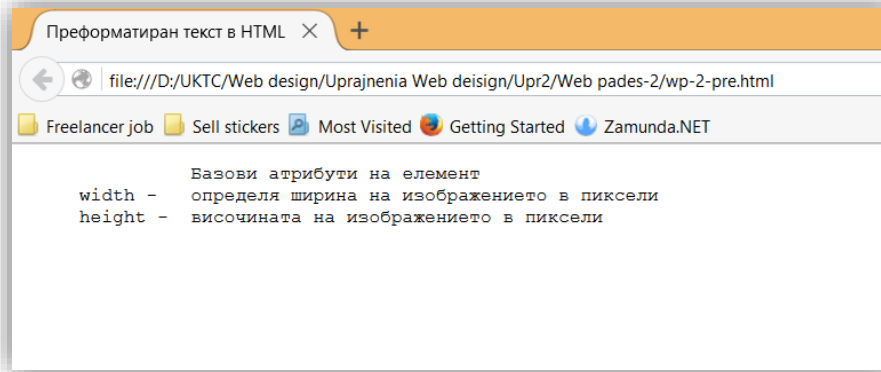 Преформатиран текст в HTML
file:///D:/UKTC/Web design/Uprajnenia Web deisign/Upr2/Web pades-2/wp-2-pre.html
Freelancer job Sell stickers Most Visited Getting Started Zamunda.NET
Базови атрибути на елемент
width - определя ширина на изображението в пиксели
height - височината на изображението в пиксели